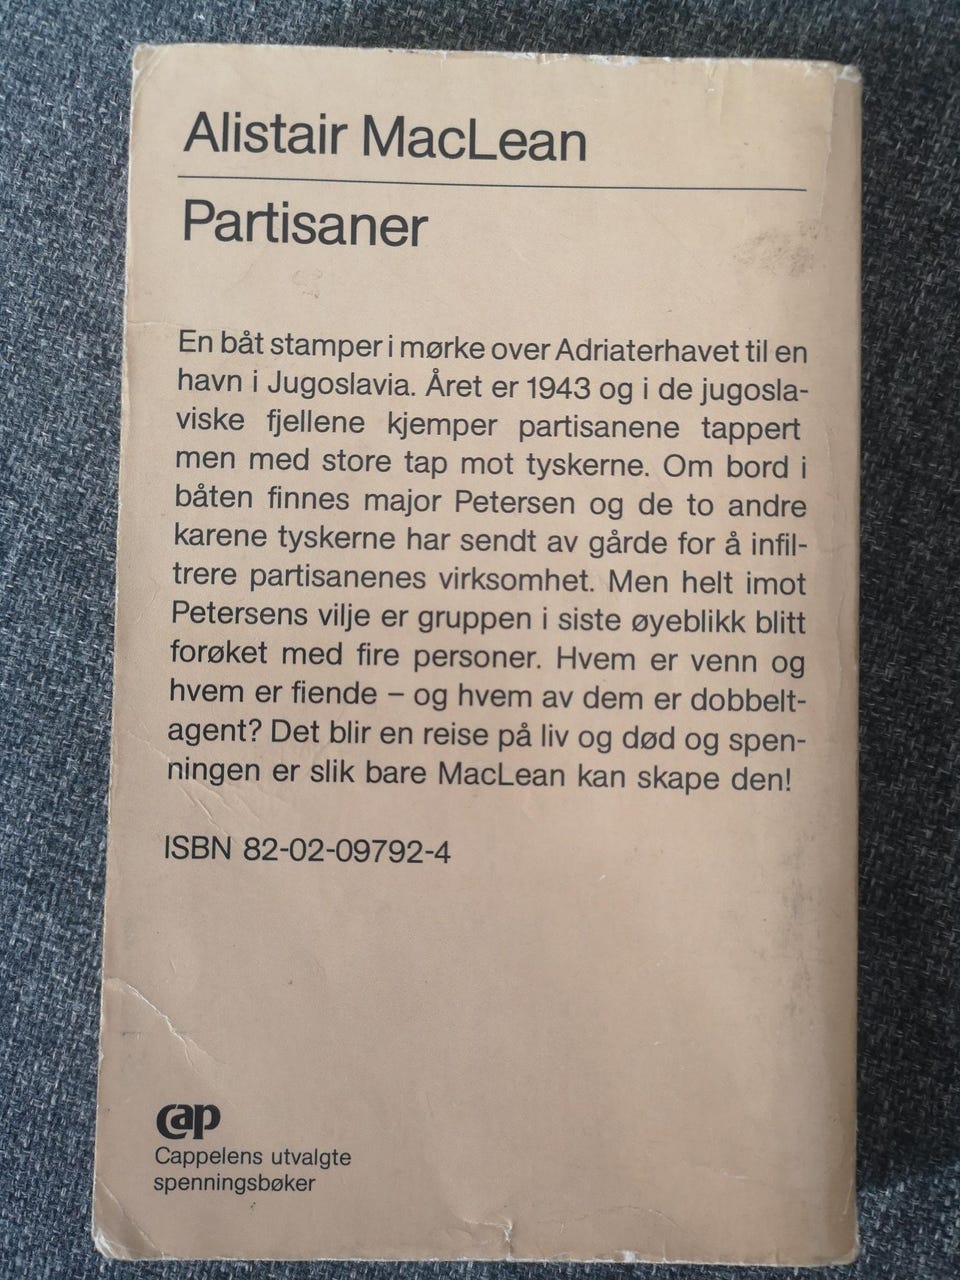 Alistair MacLean
Partisaner
En båt stamper i mørke over Adriaterhavet til en
havn i Jugoslavia. Året er 1943 og i de jugosla-
viske fjellene kjemper partisanene tappert
men med store tap mot tyskerne. Om bord i
båten finnes major Petersen og de to andre
karene tyskerne har sendt av gårde for å infil-
trere partisanenes virksomhet. Men helt imot
Petersens vilje er gruppen i siste øyeblikk blitt
forøket med fire personer. Hvem er venn og
hvem er fiende – og hvem av dem er dobbelt-
agent? Det blir en reise på liv og død og spen-
ningen er slik bare MacLean kan skape den!
ISBN 82-02-09792-4
cap
Cappelens utvalgte
spenningsbøker